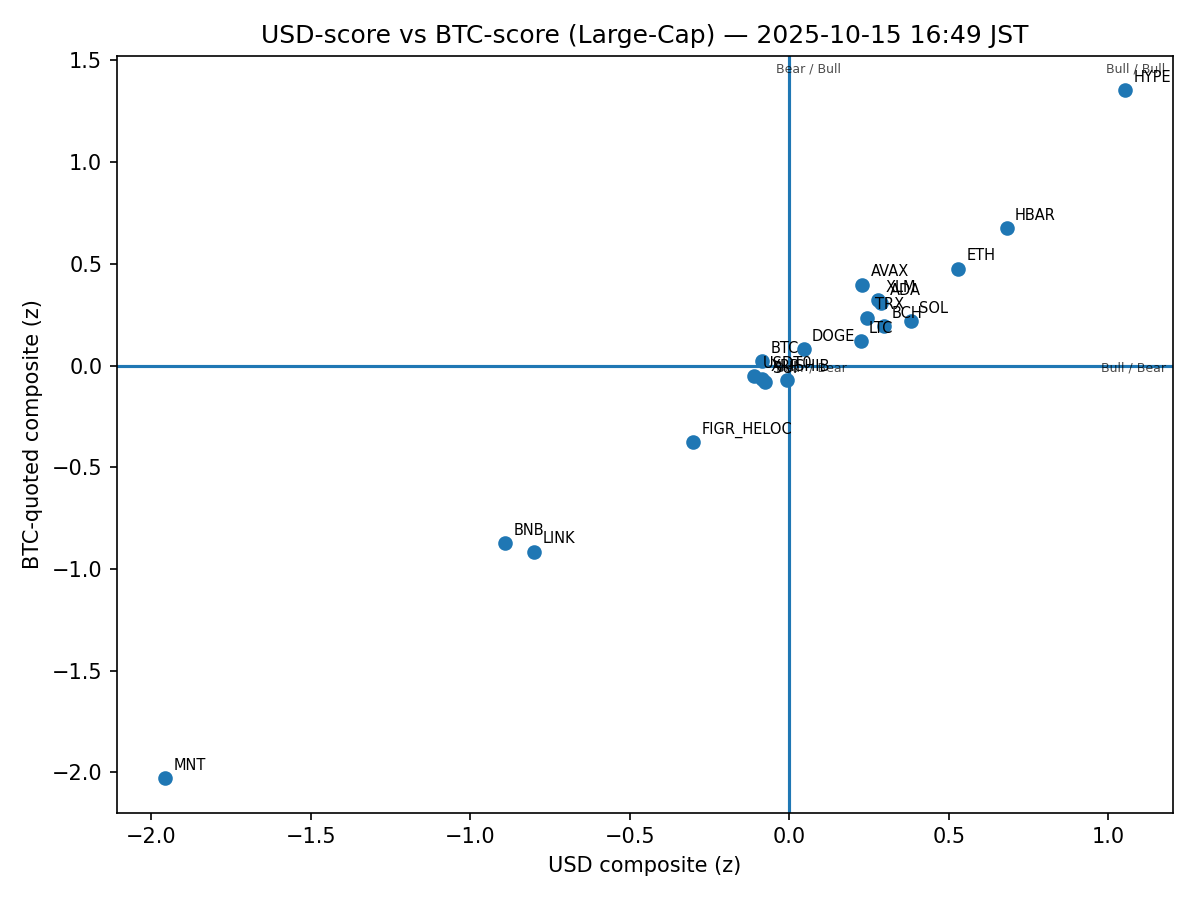 USD-score vs BTC-score (Large-Cap) — 2025-10-15 16:49 JST
1.5
Bear / Bull
Bull / Bull
HYPE
1.0
HBAR
0.5
ETH
AVAX
XLM
ADA
TRX
SOL
BCH
LTC
DOGE
BTC
0.0
SHIB
Bull / Bear
FIGR_HELOC
−0.5
BNB
LINK
−1.0
−1.5
MNT
−2.0
−2.0
−1.5
−1.0
−0.5
0.0
0.5
1.0
USD composite (z)
BTC-quoted composite (z)